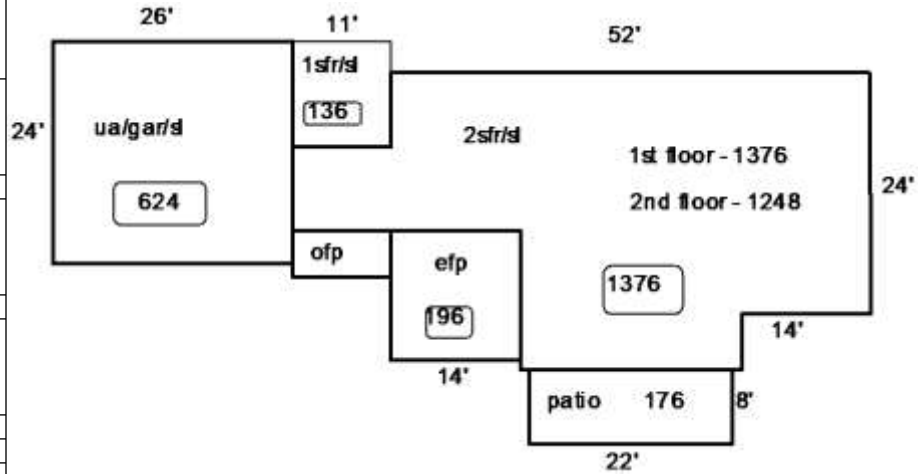 26'
11'
52'
1sfr/sl
136
24'
ua/gar/sl
2sfr/sl
1st floor - 1376
24'
624
2nd floor - 1248
ofp
efp
1376
196
14'
14'
patio 176 8'
22'